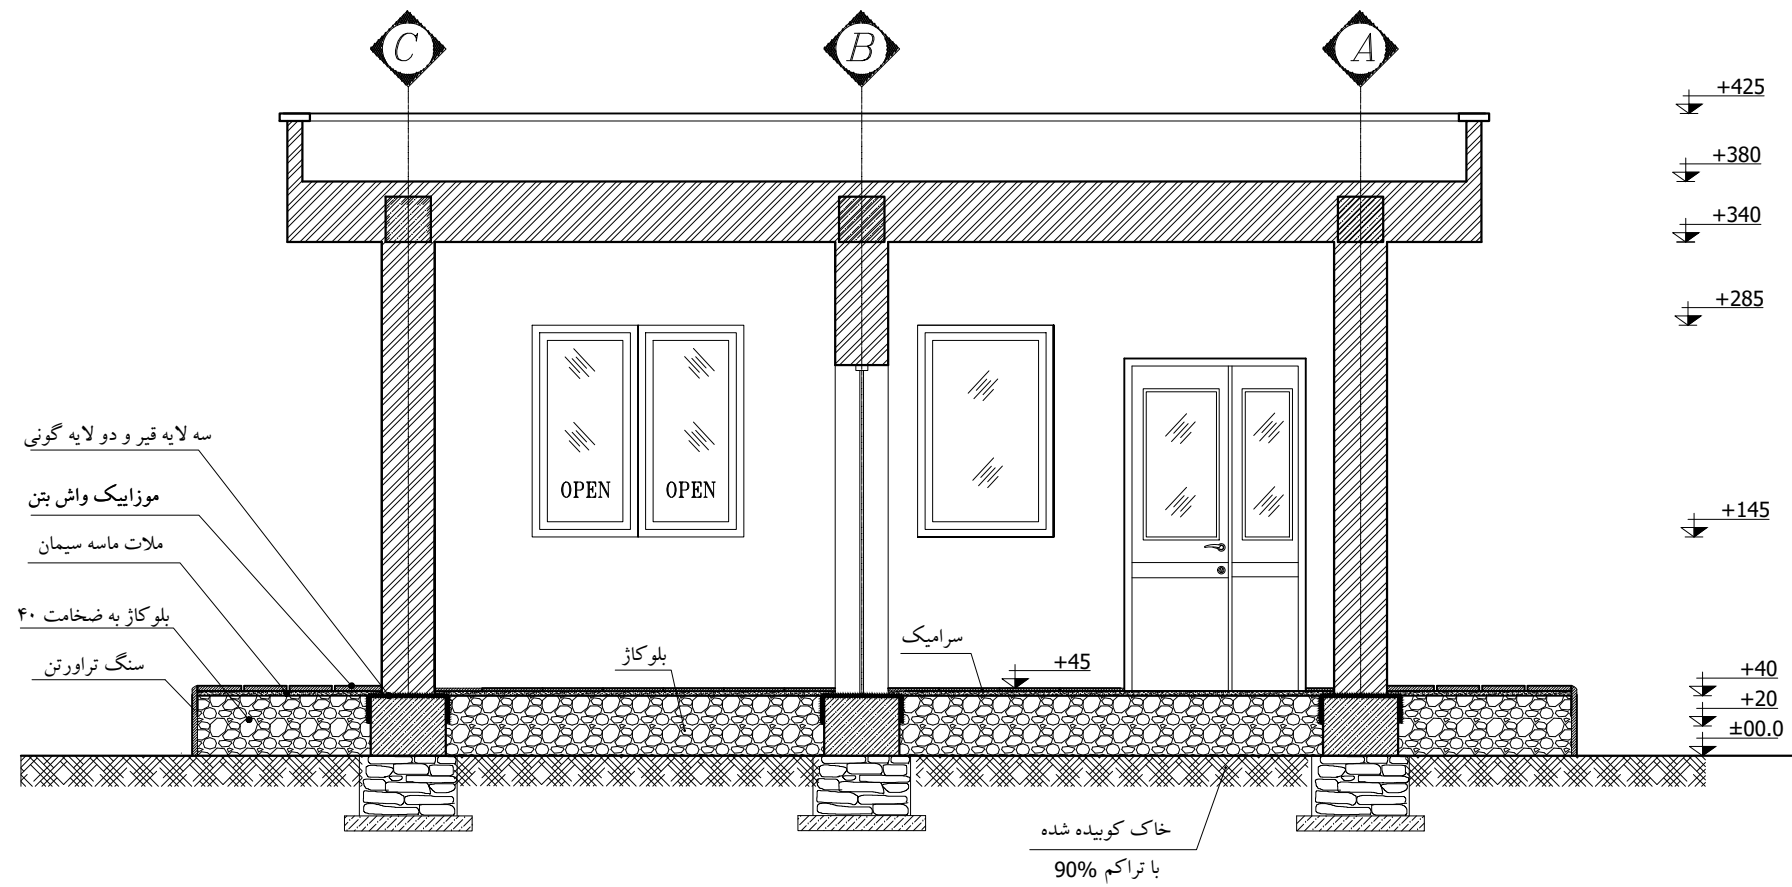 C
B
A
+425
+380
+340
+285
سه لایه قیر و دو لایه گونی
موزاییک واش بتن
OPEN
OPEN
+145
ملات ماسه سیمان
بلوکاژ به ضخامت ۴۰
سنگ تراورتن
بلوکاژ
سرامیک
+45
+40
+20
±00.0
خاک کوبیده شده
با تراکم 90%